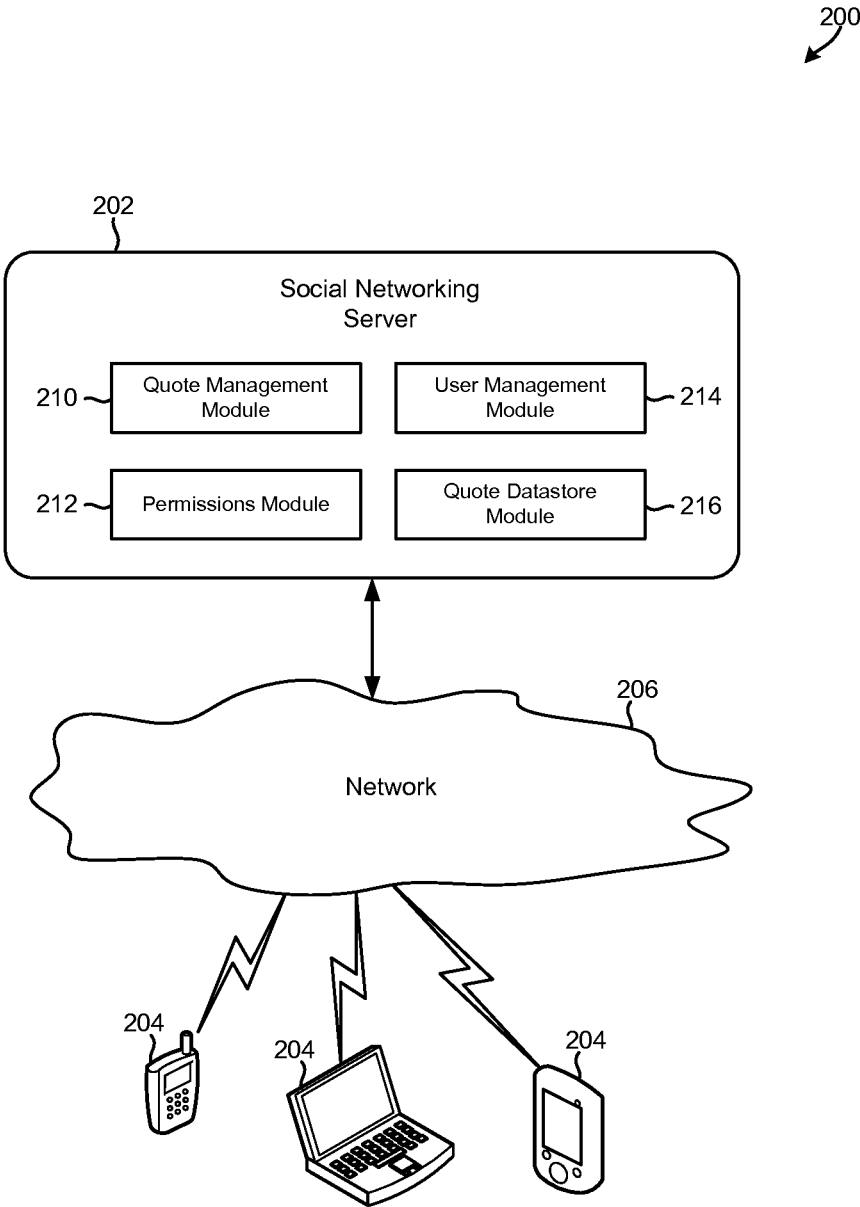 200
202
Social Networking
Server
210
Quote Management
Module
User Management
Module
214
212
Permissions Module
Quote Datastore
Module
216
206
Network
204
204
204